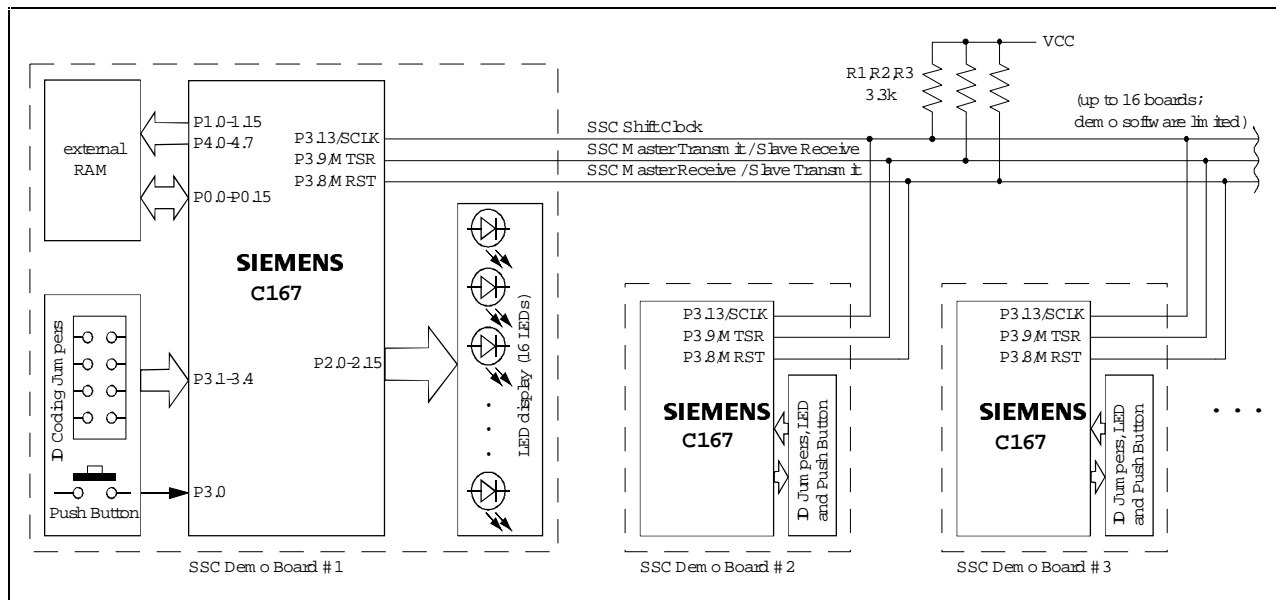 VCC
R1,R2,R3
3.3k
(up to 16 boards;
demo software limited)
SSC Shift Clock
SSC Master Transmit / Slave Receive
SSC Master Receive / Slave Transmit
external
RAM
P1.0-1.15
P4.0-4.7
P0.0-P0.15
P3.13/SCLK
P3.9/MTSR
P3.8/MRST
SIEMENS
C167
ID Coding Jumpers
P3.1-3.4
P2.0-2.15
LED display (16 LEDs)
Push Button
P3.0
SSC Demo Board #1
P3.13/SCLK
P3.9/MTSR
P3.8/MRST
SIEMENS
C167
ID Jumpers, LED
and Push Button
SSC Demo Board #2
P3.13/SCLK
P3.9/MTSR
P3.8/MRST
SIEMENS
C167
ID Jumpers, LED
and Push Button
SSC Demo Board #3
. . .